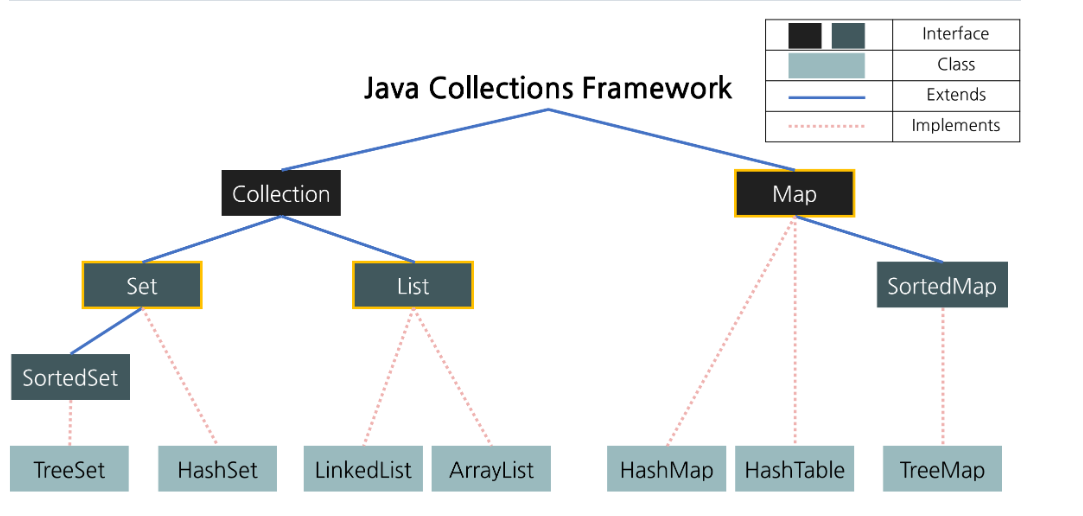 Interface
Class
Extends
Implements
Java Collections Framework
Collection
Map
Set
List
SortedMap
SortedSet
TreeSet
HashSet
LinkedList
ArrayList
HashMap
HashTable
TreeMap